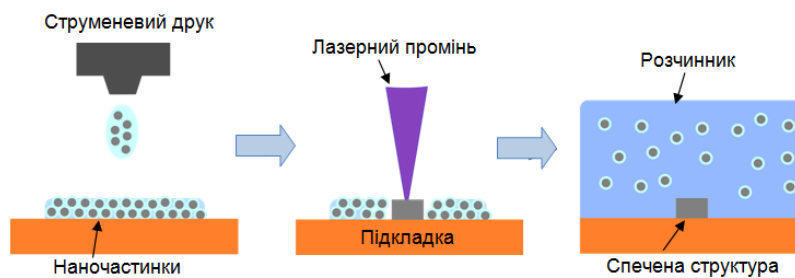 Струменевий друк
Лазерний промінь
Розчинник
Підкладка
Наночастинки
Спечена структура